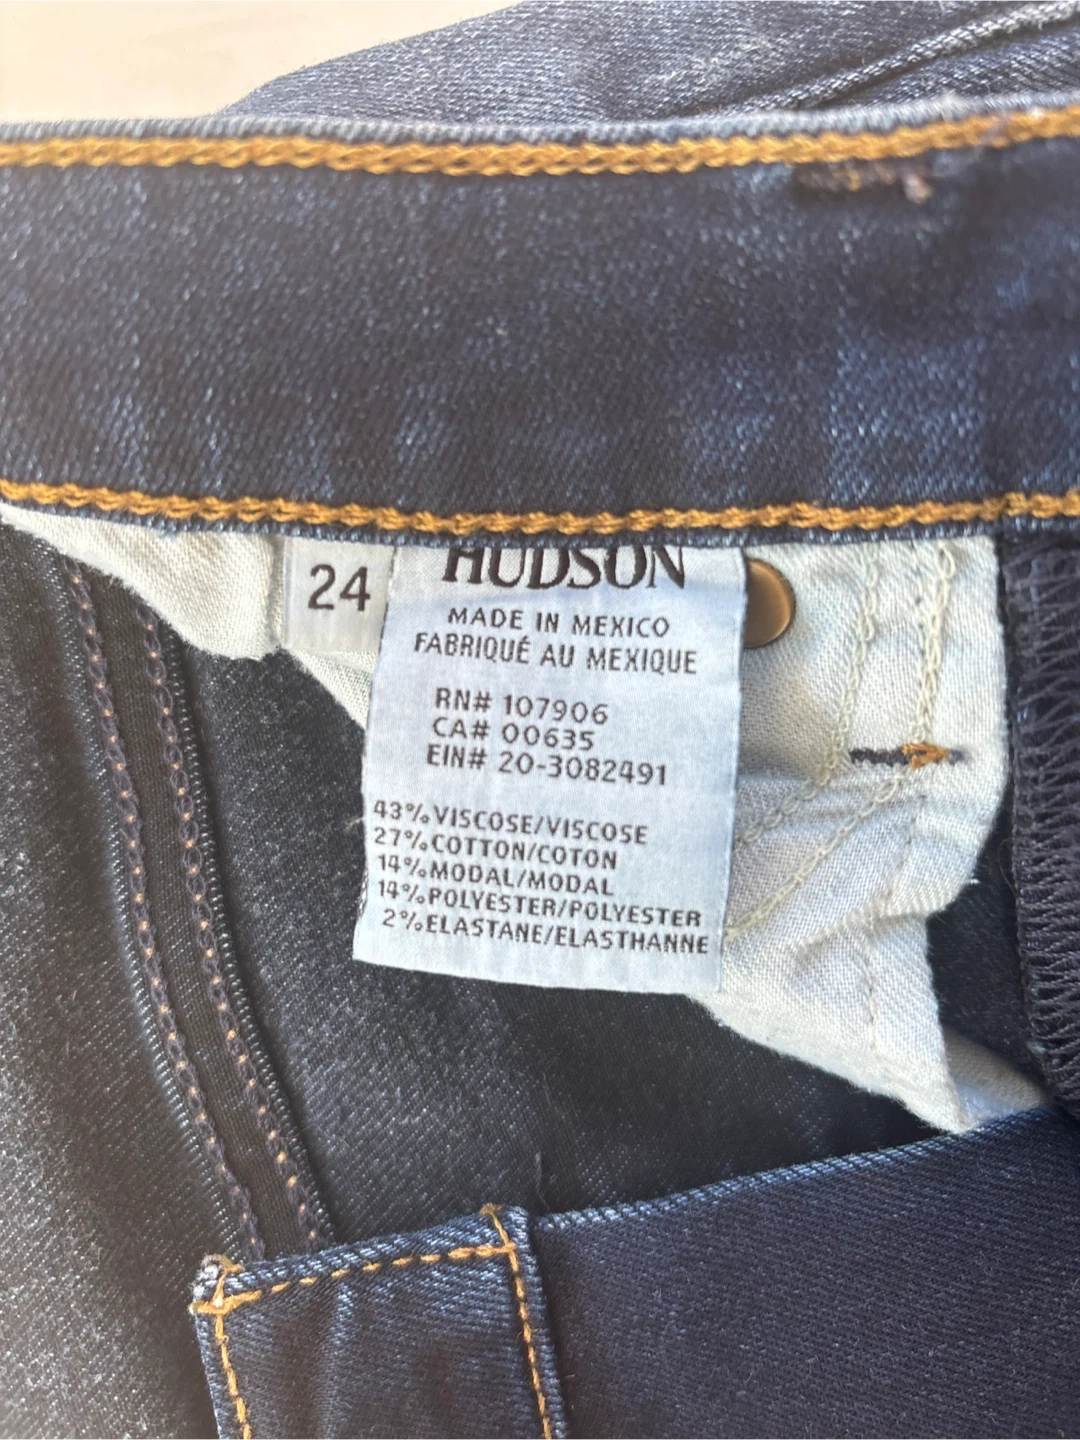 HUDSON
24
MADE IN MEXICO
FABRIQUÉ AU MEXIQUE
RN# 107906
CA# 00635
EIN# 20-3082491
43% VISCOSE/VISCOSE
27% COTTON/COTON
14% MODAL/MODAL
14% POLYESTER/POLYESTER
2% ELASTANE/ELASTHANNE